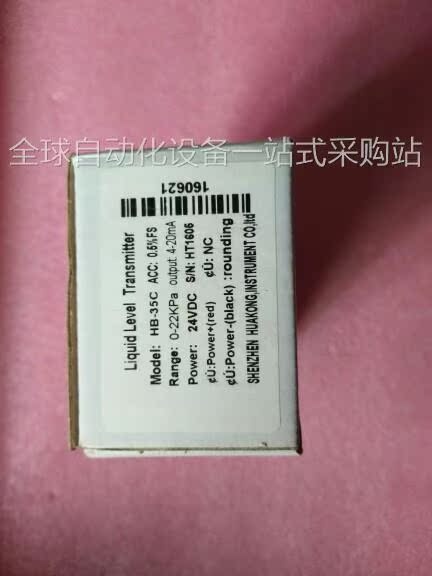 全球自动化设备一站式采购站
160621
Liquid Level Transmitter
Model: HB-35C ACC: 0.5%FS
Range: 0-22KPa output: 4-20mA
Power: 24VDC S/N: HT1605
¢Ù:Power+(red) ¢Ú: NC
¢Û:Power-(black) :rounding
SHENZHEN HUAKONG,INSTRUMENT CO,ltd